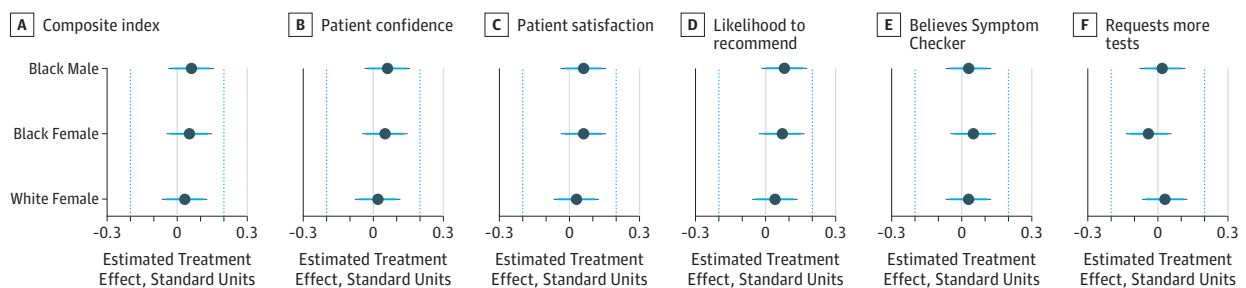 A Composite index
B Patient confidence
C Patient satisfaction
D Likelihood to
recommend
E Believes Symptom
Checker
F Requests more
tests
Black Male
Black Female
White Female
-0.3 0 0.3
Estimated Treatment
Effect, Standard Units
-0.3 0 0.3
Estimated Treatment
Effect, Standard Units
-0.3 0 0.3
Estimated Treatment
Effect, Standard Units
-0.3 0 0.3
Estimated Treatment
Effect, Standard Units
-0.3 0 0.3
Estimated Treatment
Effect, Standard Units
-0.3 0 0.3
Estimated Treatment
Effect, Standard Units